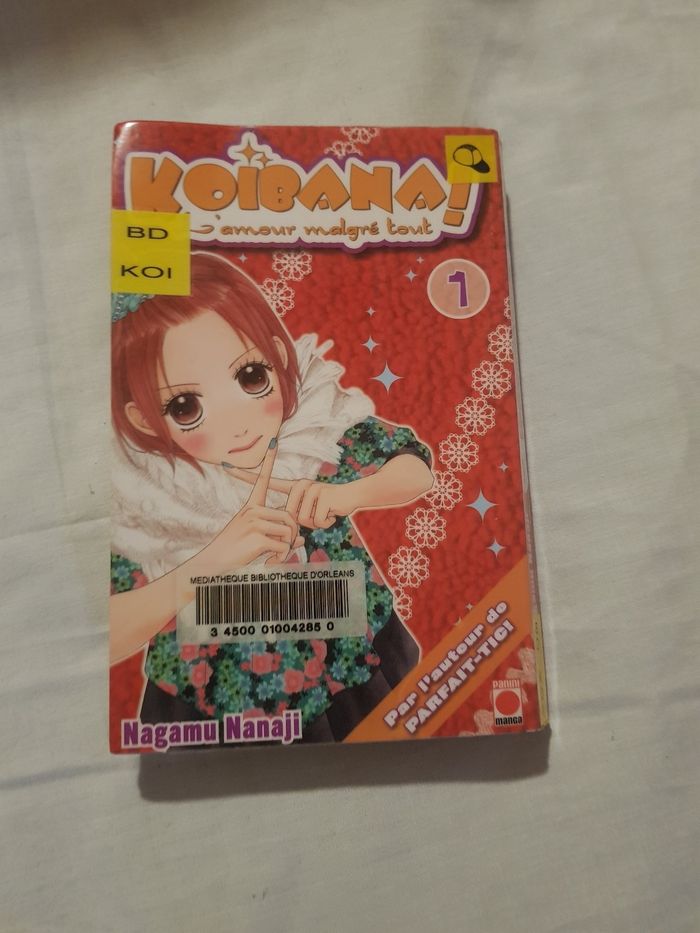 KOIBANA!
L'amour malgré tout
BD
KOI
1
MEDIATHEQUE BIBLIOTHEQUE D'ORLEANS
3 4500 01004285 0
Par l'autour de
PARFAIT-TIC!
PANINI
manga
Nagamu Nanaji